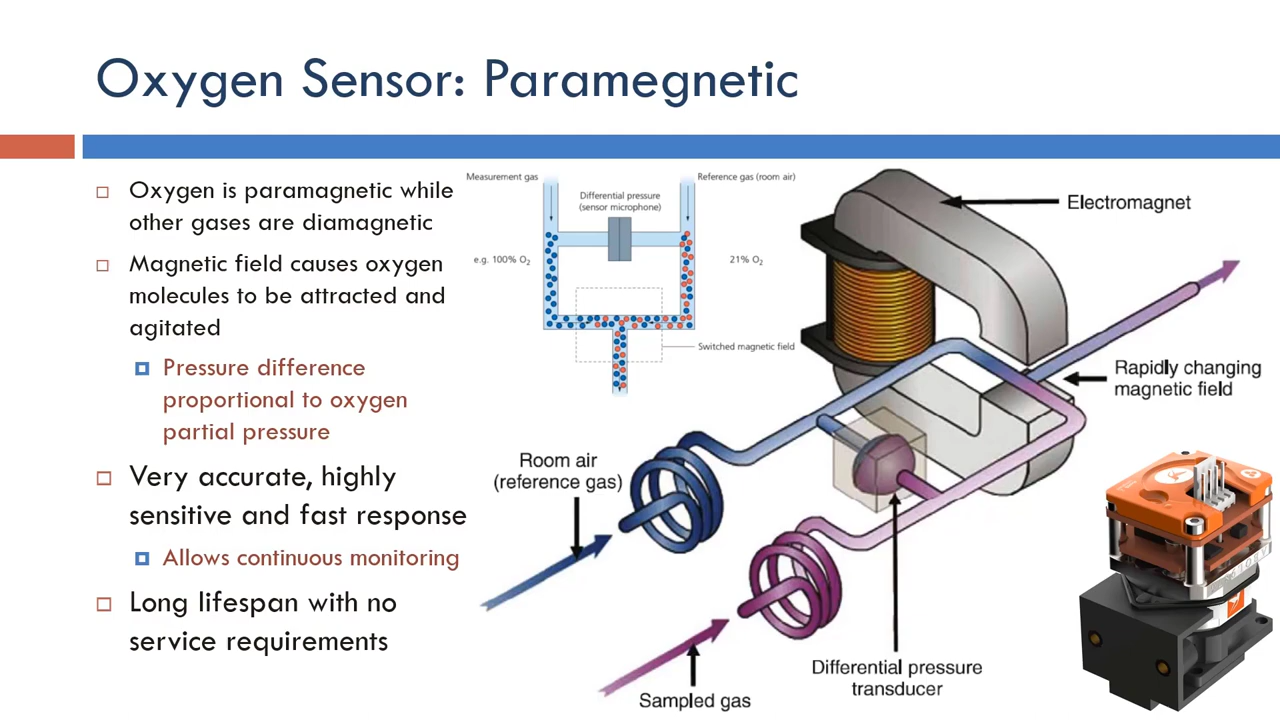 Oxygen Sensor: Paramegnetic
Oxygen is paramagnetic while
other gases are diamagnetic
Magnetic field causes oxygen
molecules to be attracted and
agitated
Pressure difference
proportional to oxygen
partial pressure
Very accurate, highly
sensitive and fast response
Allows continuous monitoring
Long lifespan with no
service requirements
Measurement gas
Reference gas (room air)
Differential pressure
(sensor microphone)
e.g. 100% O₂
21% O₂
Switched magnetic field
Electromagnet
Rapidly changing
magnetic field
Room air
(reference gas)
Sampled gas
Differential pressure
transducer